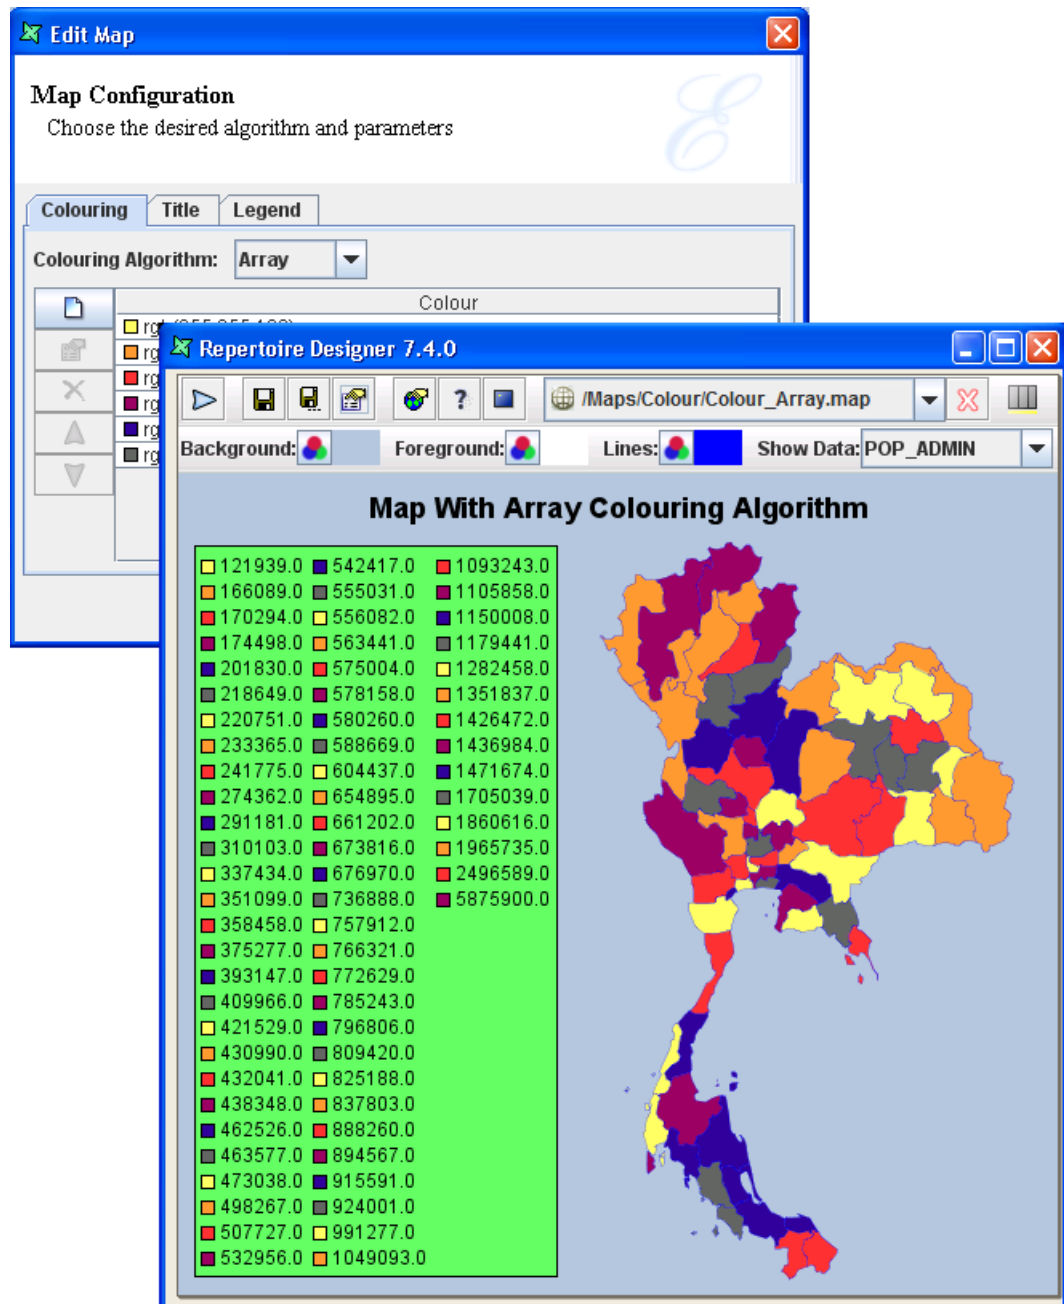 Edit Map
Map Configuration
Choose the desired algorithm and parameters
Colouring Title Legend
Colouring Algorithm: Array
Colour
Repertoire Designer 7.4.0
/Maps/Colour/Colour_Array.map
Background: Foreground: Lines: Show Data: POP_ADMIN
Map With Array Colouring Algorithm
121939.0 542417.0 1093243.0
166089.0 555031.0 1105858.0
170294.0 556082.0 1150008.0
174498.0 563441.0 1179441.0
201830.0 575004.0 1282458.0
218649.0 578158.0 1351837.0
220751.0 580260.0 1426472.0
233365.0 588669.0 1436984.0
241775.0 604437.0 1471674.0
274362.0 654895.0 1705039.0
291181.0 661202.0 1860616.0
310103.0 673816.0 1965735.0
337434.0 676970.0 2496589.0
351099.0 736888.0 5875900.0
358458.0 757912.0
375277.0 766321.0
393147.0 772629.0
409966.0 785243.0
421529.0 796806.0
430990.0 809420.0
432041.0 825188.0
438348.0 837803.0
462526.0 888260.0
463577.0 894567.0
473038.0 915591.0
498267.0 924001.0
507727.0 991277.0
532956.0 1049093.0